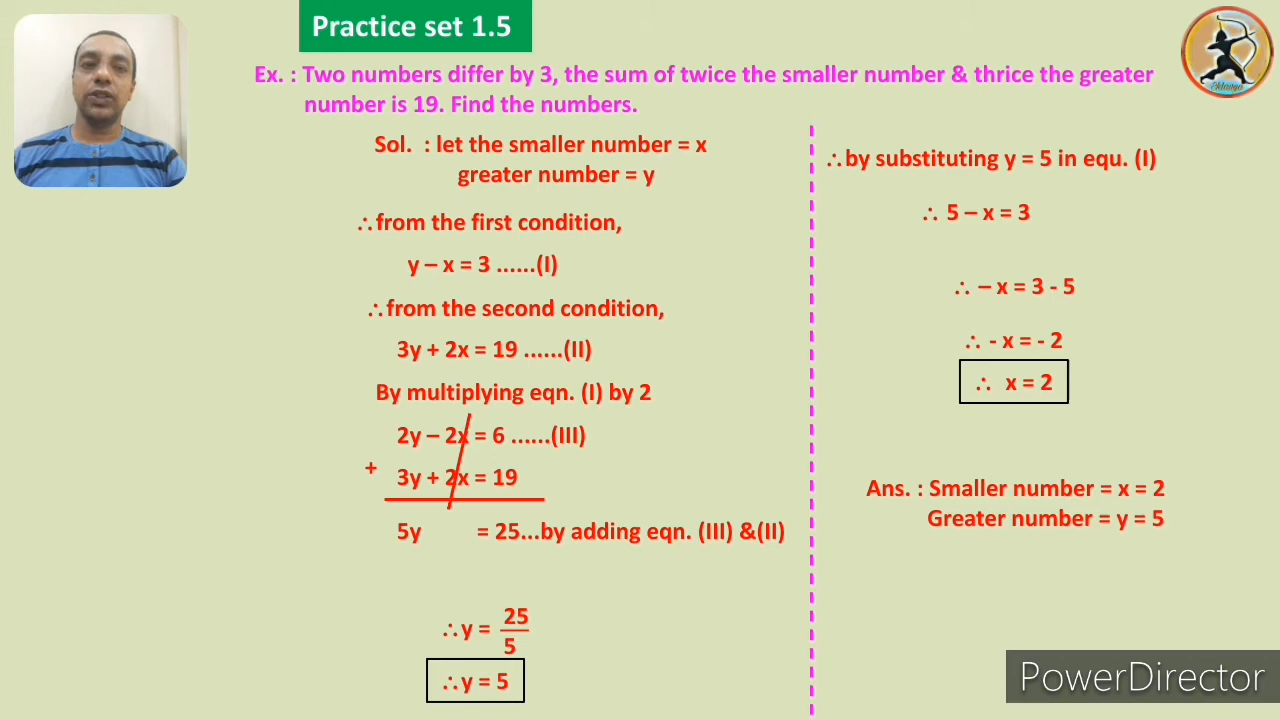 Practice set 1.5
Ex. : Two numbers differ by 3, the sum of twice the smaller number & thrice the greater
number is 19. Find the numbers.
Sol. : let the smaller number = x
greater number = y
∴from the first condition,
y – x = 3 ......(I)
∴from the second condition,
3y + 2x = 19 ......(II)
By multiplying eqn. (I) by 2
2y – 2x = 6 ......(III)
+ 3y + 2x = 19
5y = 25...by adding eqn. (III) &(II)
∴y = 25/5
∴y = 5
∴by substituting y = 5 in equ. (I)
∴ 5 – x = 3
∴ – x = 3 - 5
∴ - x = - 2
∴ x = 2
Ans. : Smaller number = x = 2
Greater number = y = 5
PowerDirector